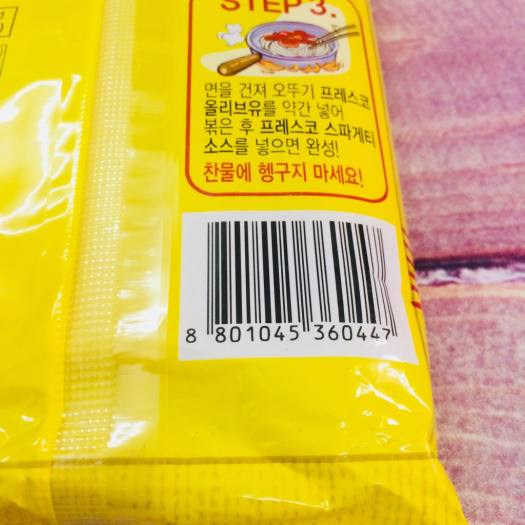 STEP 3.
면을 건져 오뚜기 프레스코
올리브유를 약간 넣어
볶은 후 프레스코 스파게티
소스를 넣으면 완성!
찬물에 헹구지 마세요!
8 801045 360447